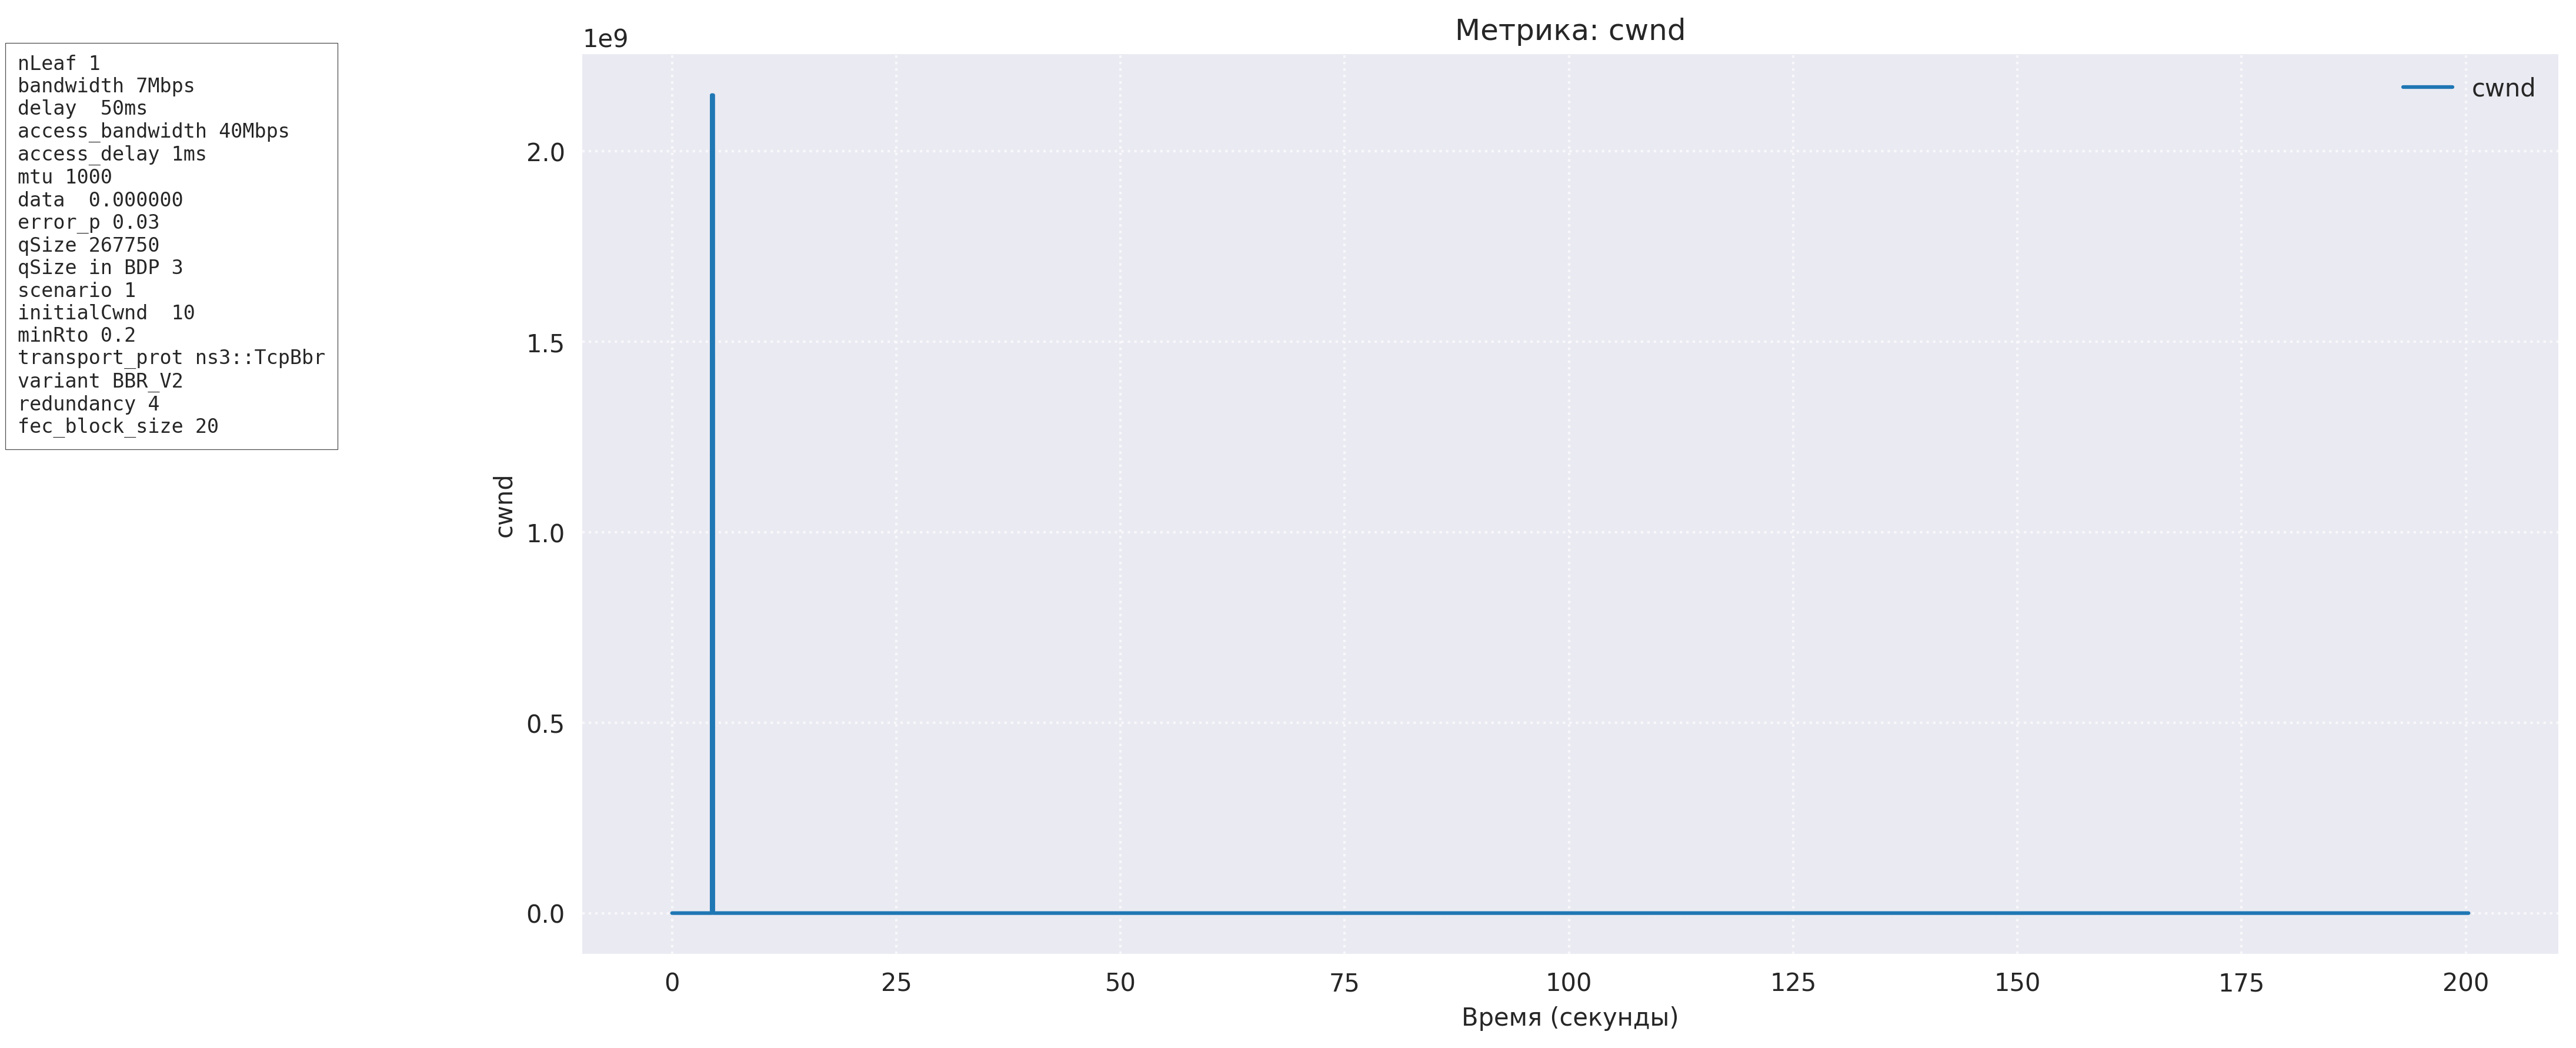 nLeaf 1
bandwidth 7Mbps
delay  50ms
access_bandwidth 40Mbps
access_delay 1ms
mtu 1000
data  0.000000
error_p 0.03
qSize 267750
qSize in BDP 3
scenario 1
initialCwnd  10
minRto 0.2
transport_prot ns3::TcpBbr
variant BBR_V2
redundancy 4
fec_block_size 20
Метрика: cwnd
1e9
cwnd
2.0
1.5
1.0
0.5
0.0
cwnd
0 25 50 75 100 125 150 175 200
Время (секунды)